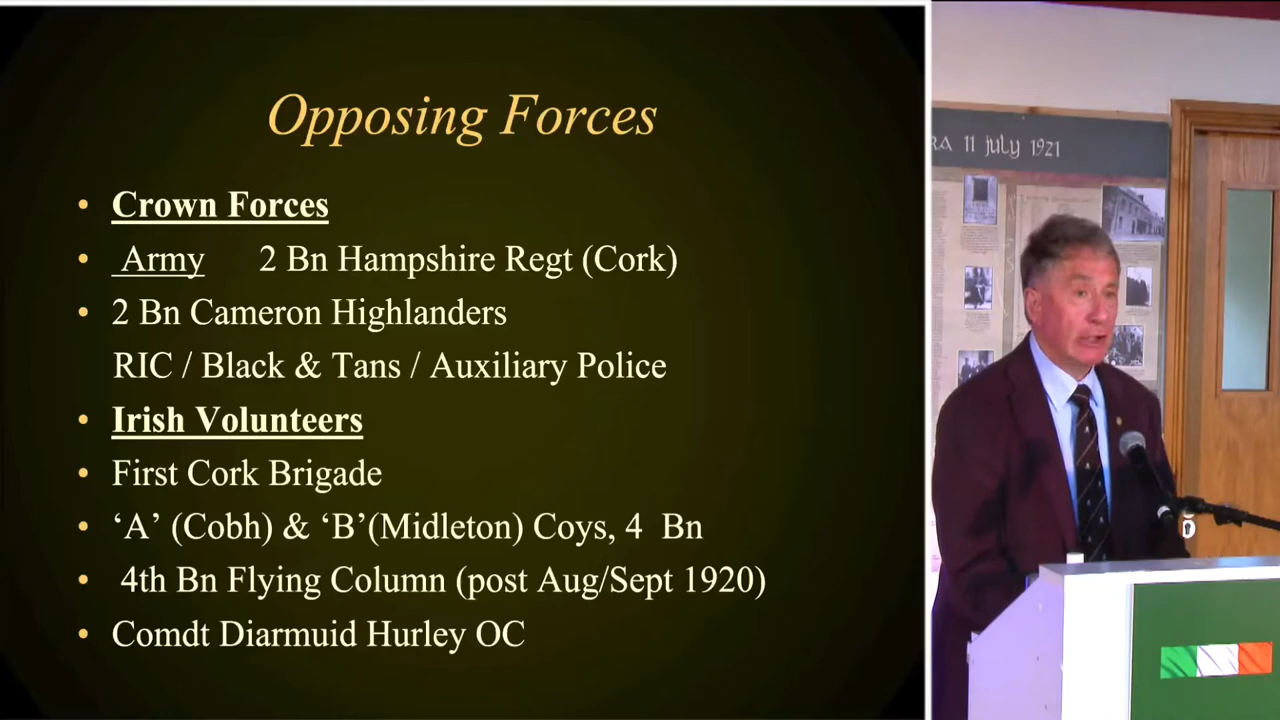 Opposing Forces
• Crown Forces
• Army 2 Bn Hampshire Regt (Cork)
• 2 Bn Cameron Highlanders
RIC / Black & Tans / Auxiliary Police
• Irish Volunteers
• First Cork Brigade
• ‘A’ (Cobh) & ‘B’(Midleton) Coys, 4 Bn
• 4th Bn Flying Column (post Aug/Sept 1920)
• Comdt Diarmuid Hurley OC
11 july 1921